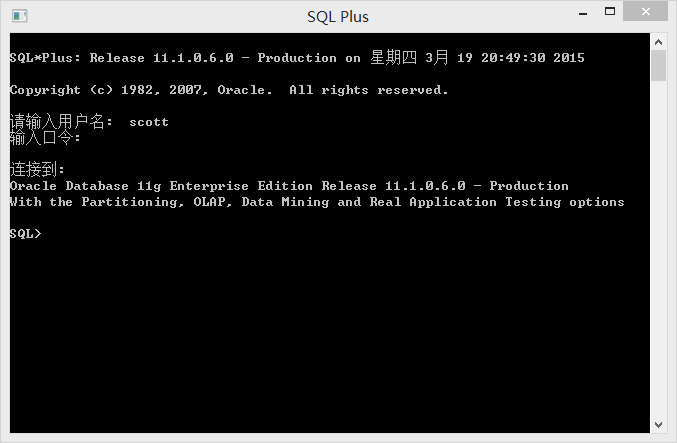 SQL Plus
SQL*Plus: Release 11.1.0.6.0 - Production on 星期四 3月 19 20:49:30 2015
Copyright (c) 1982, 2007, Oracle.  All rights reserved.
请输入用户名:  scott
输入口令:
连接到:
Oracle Database 11g Enterprise Edition Release 11.1.0.6.0 - Production
With the Partitioning, OLAP, Data Mining and Real Application Testing options
SQL>